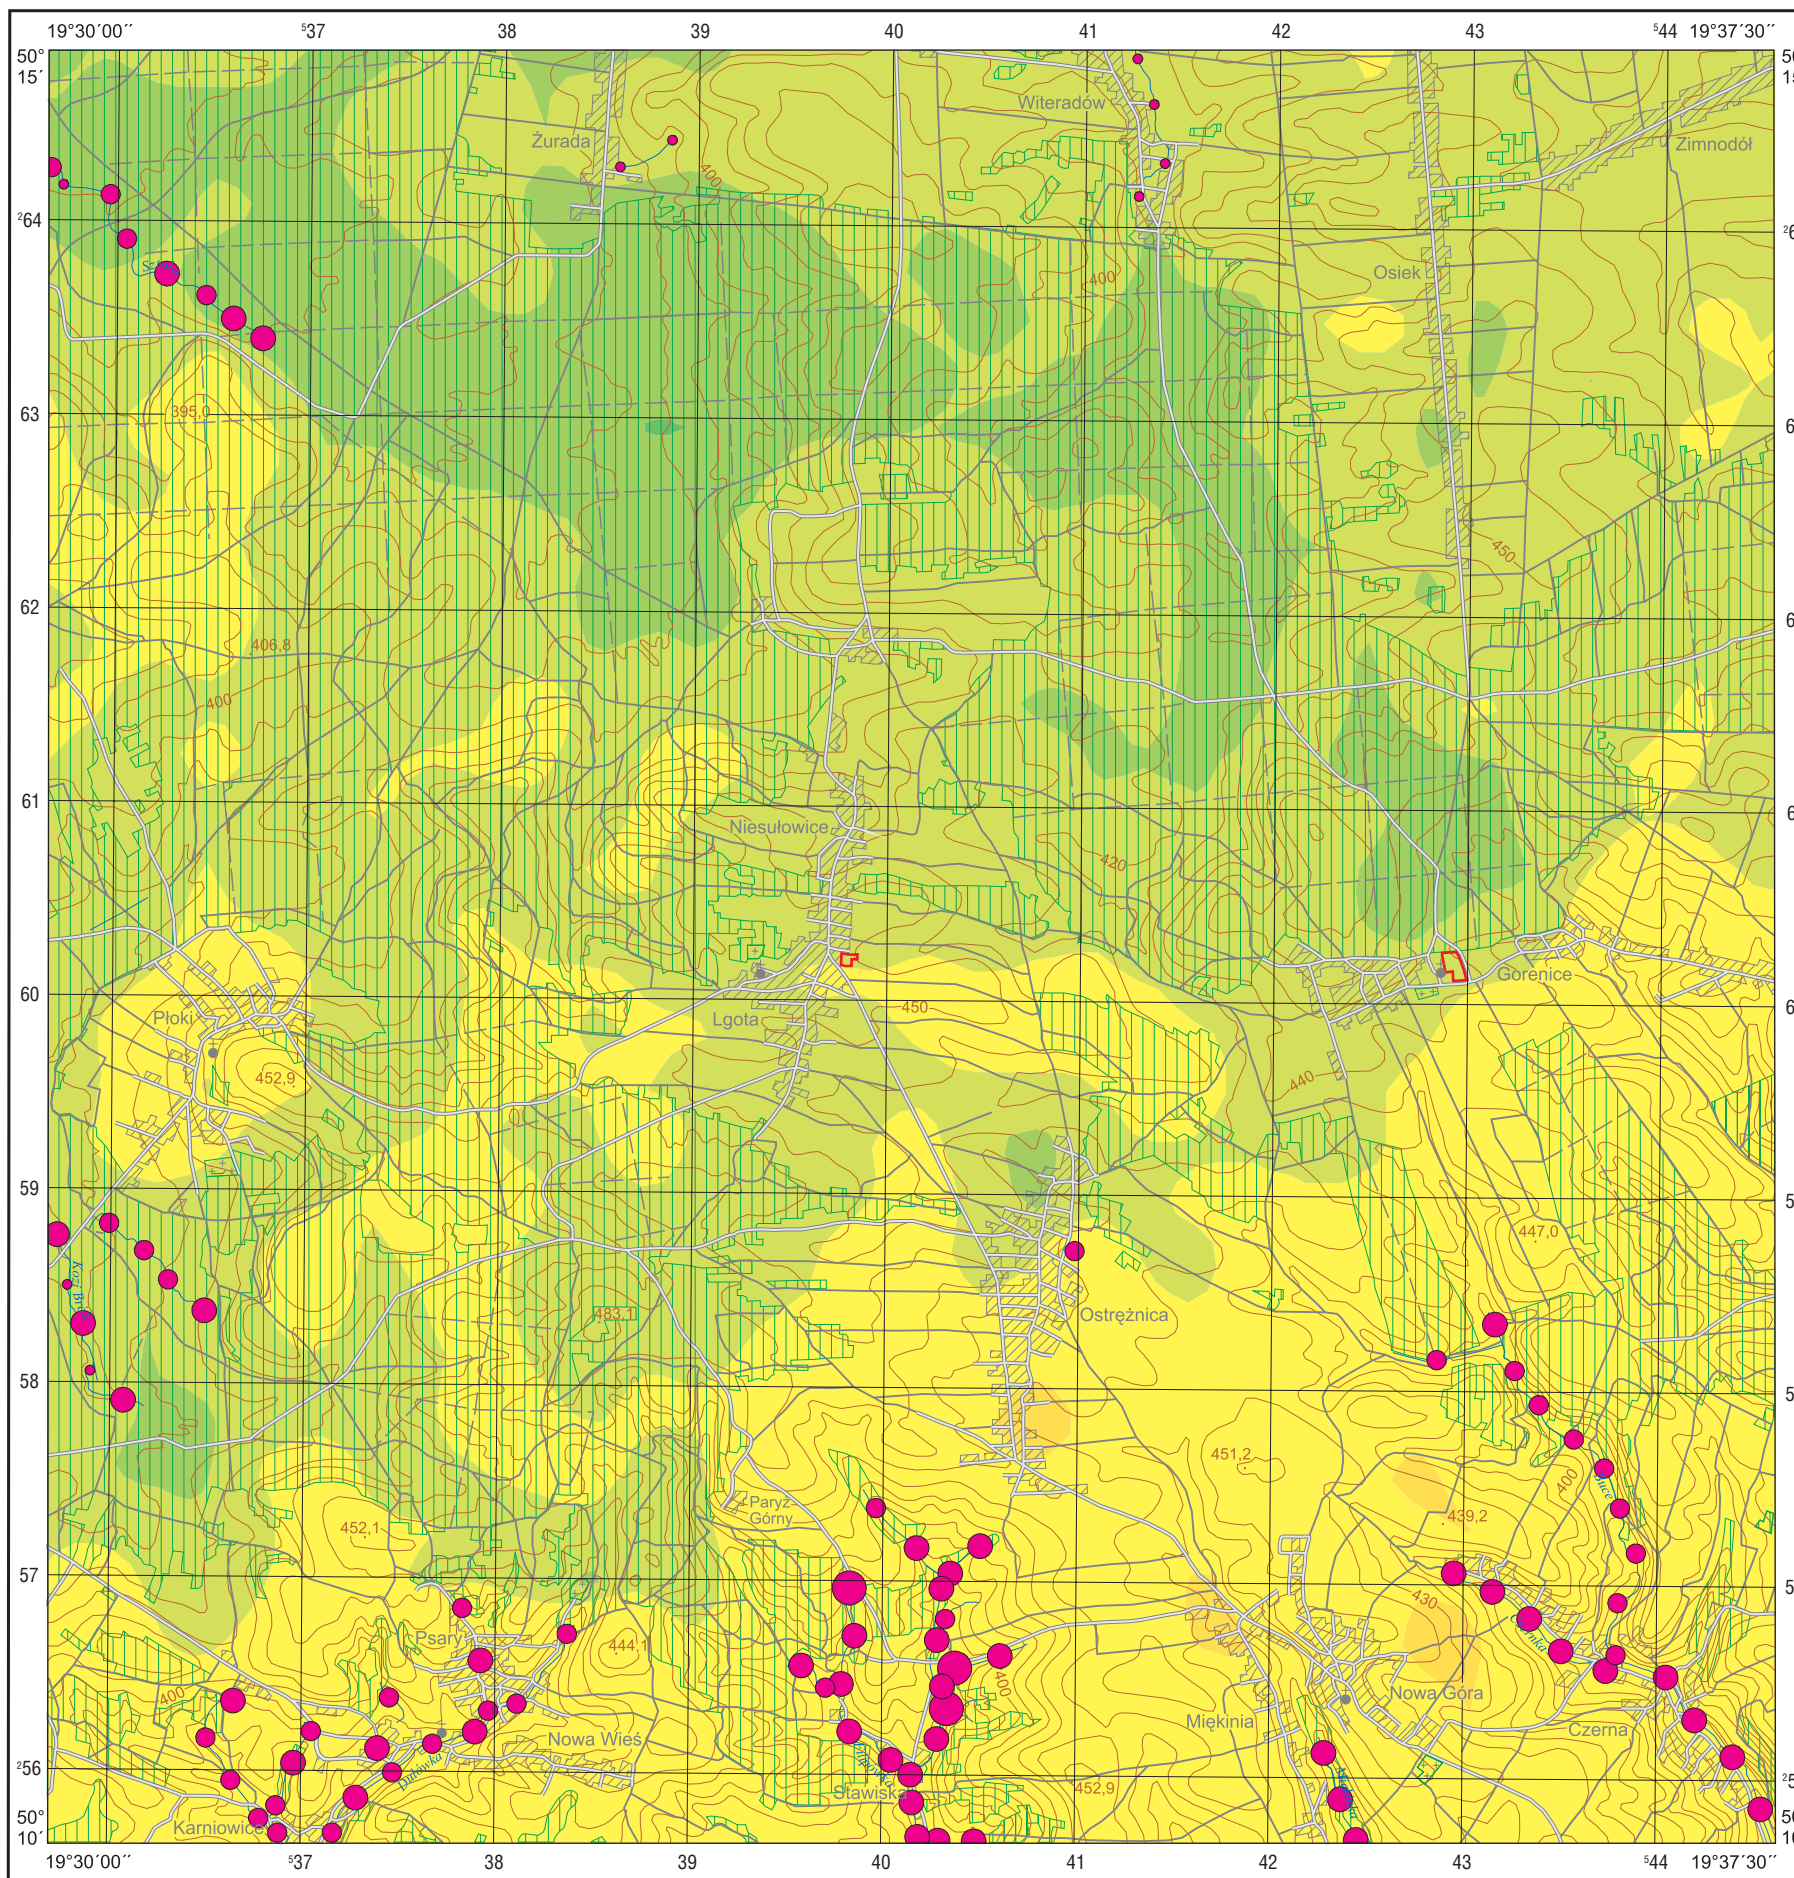 19°30´00´´ ⁵37 38 39 40 41 42 43 ⁵44 19°37´30´´
50°
15´
Witeradów
Żurada
Zimnodół
400
²64
Osiek
400
395,0
63
450
62
406,8
400
61
Niesułowice
420
Gorenice
60
450
Płoki
Lgota
452,9
440
59
447,0
483,1
Ostrężnica
58
451,2
400
Paryż-
Górny
439,2
452,1
57
430
Psary
444,1
400
400
Nowa Góra
Miękinia
Czerna
Nowa Wieś
Dulówka
²56
452,9
Stawiska
50°
10´
Karniowice
19°30´00´´ ⁵37 38 39 40 41 42 43 ⁵44 19°37´30´´